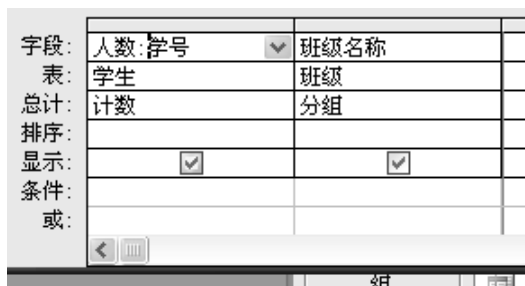 字段: 人数:学号 班级名称
表: 学生 班级
总计: 计数 分组
排序:
显示:
条件:
或: